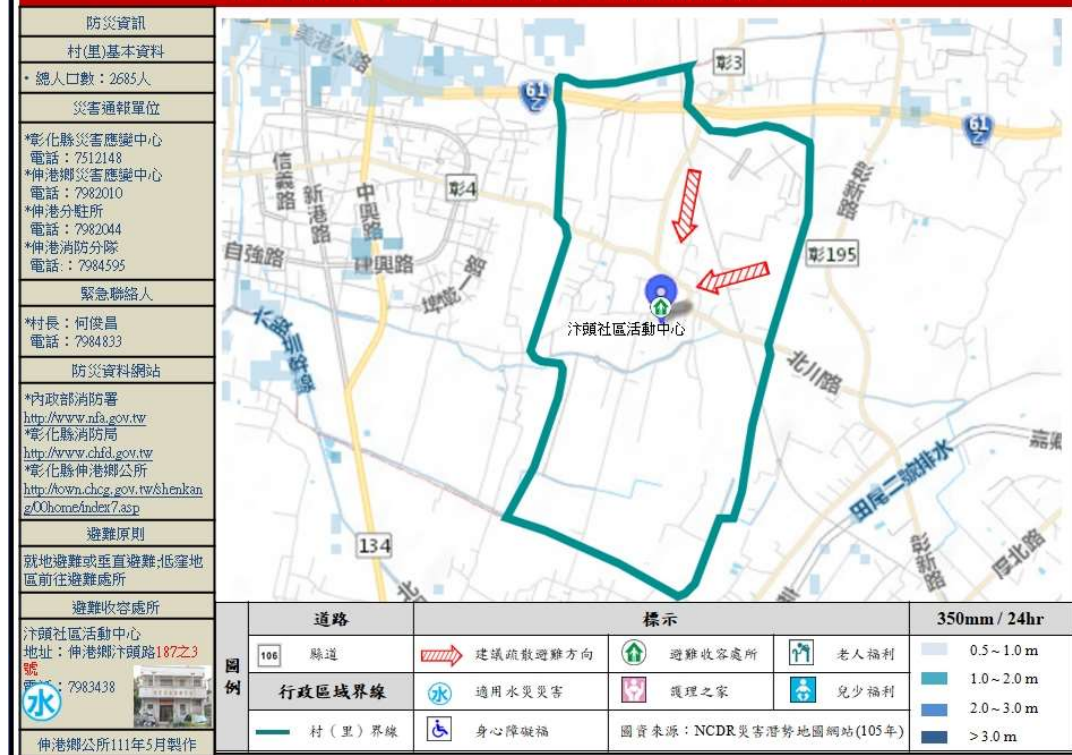 防災資訊
村(里)基本資料
・總人口數：2685人
災害通報單位
*彰化縣災害應變中心
電話：7512148
*伸港鄉災害應變中心
電話：7982010
*伸港分駐所
電話：7982044
*伸港消防分隊
電話:：7984595
緊急聯絡人
*村長：何俊昌
電話：7984833
防災資料網站
*內政部消防署
http://www.nfa.gov.tw
*彰化縣消防局
http://www.chfd.gov.tw
*彰化縣伸港鄉公所
http://town.chcg.gov.tw/shenkan
g/00home/index7.asp
避難原則
就地避難或垂直避難;低窪地
區前往避難處所
避難收容處所
汴頭社區活動中心
地址：伸港鄉汴頭路187之3
號
電話：7983438
水
伸港鄉公所111年5月製作
美港公路
彰3
61
乙
61
乙
信義路
新港路
中興路
彰4
彰新路
自強路
建興路
彰195
汴頭社區活動中心
北川路
田尾二號排水
134
彰新路
圖例
道路
標示
350mm / 24hr
106
縣道
建議疏散避難方向
避難收容處所
老人福利
0.5~1.0 m
行政區域界線
水
適用水災災害
護理之家
兒少福利
1.0~2.0 m
2.0~3.0 m
村（里）界線
身心障礙福
圖資來源：NCDR災害潛勢地圖網站(105年)
>3.0 m